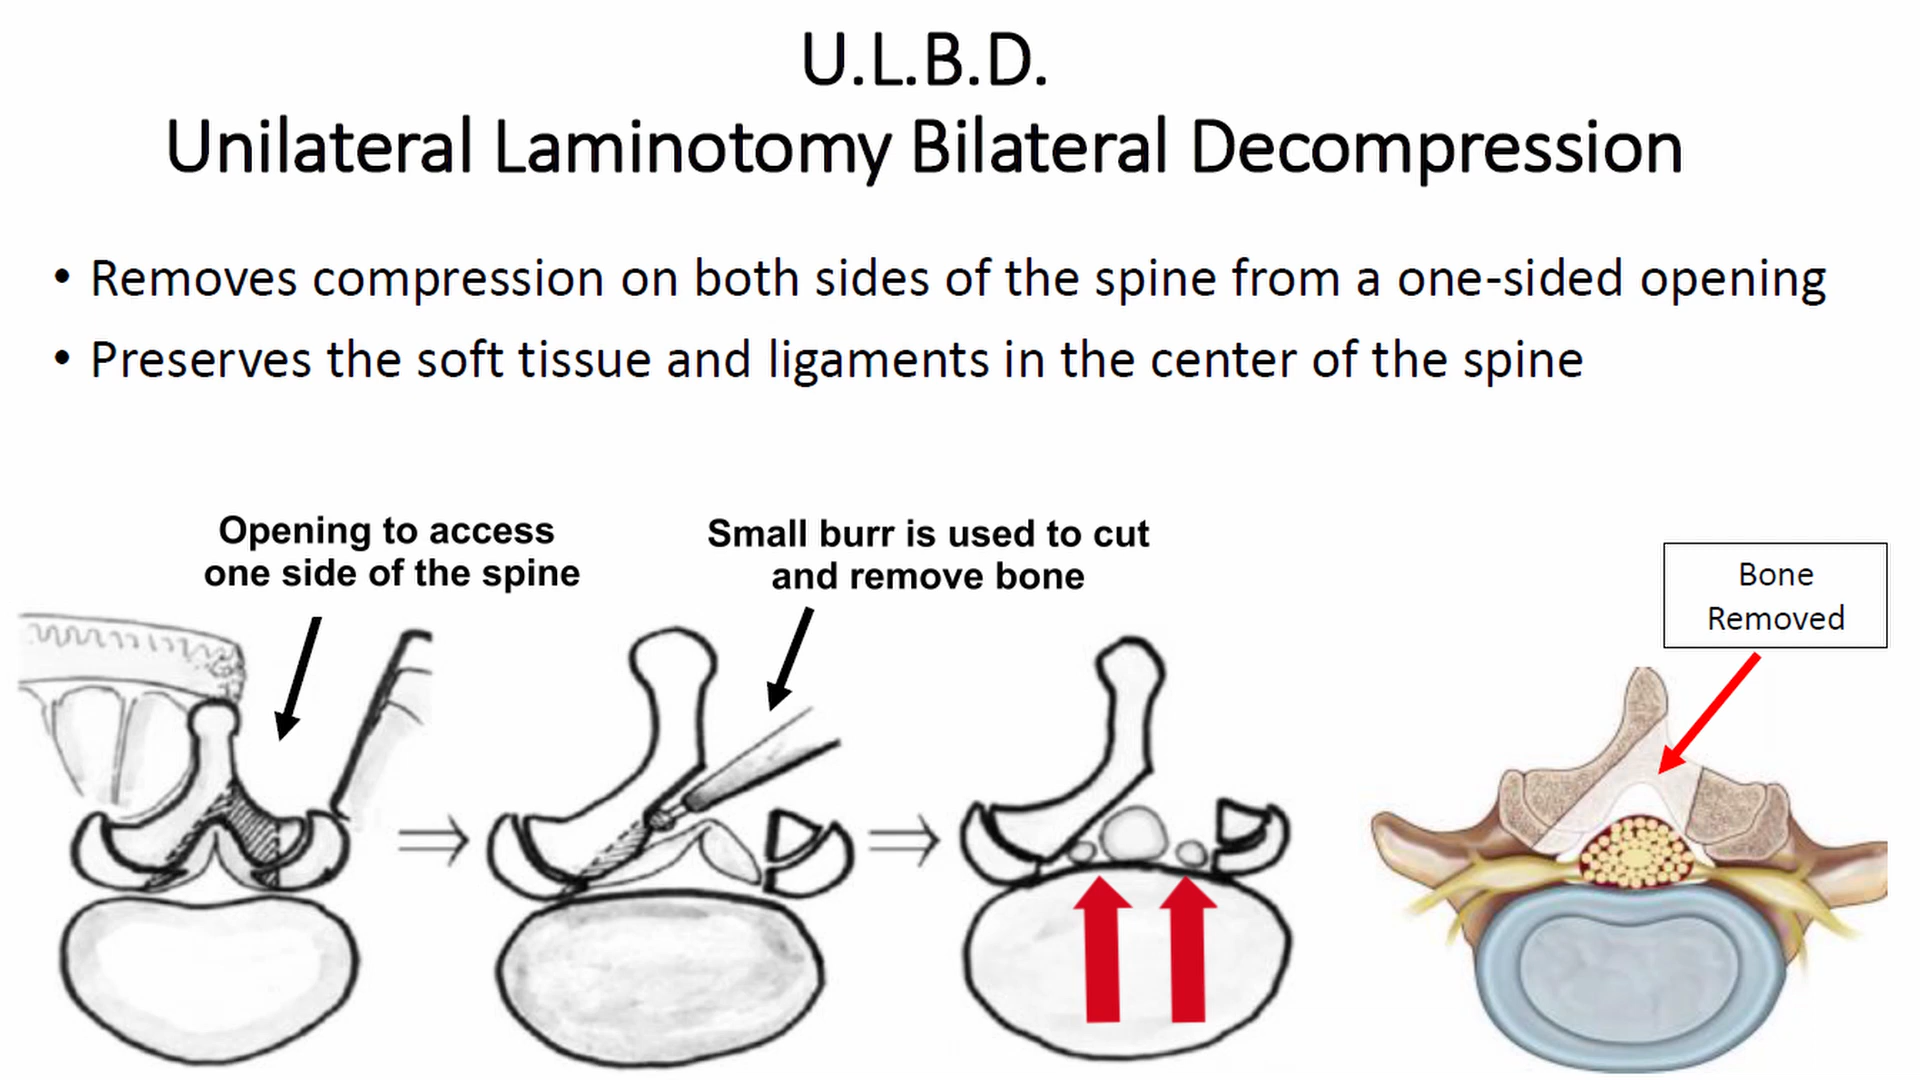 U.L.B.D.
Unilateral Laminotomy Bilateral Decompression
• Removes compression on both sides of the spine from a one-sided opening
• Preserves the soft tissue and ligaments in the center of the spine
Opening to access
one side of the spine
Small burr is used to cut
and remove bone
Bone
Removed